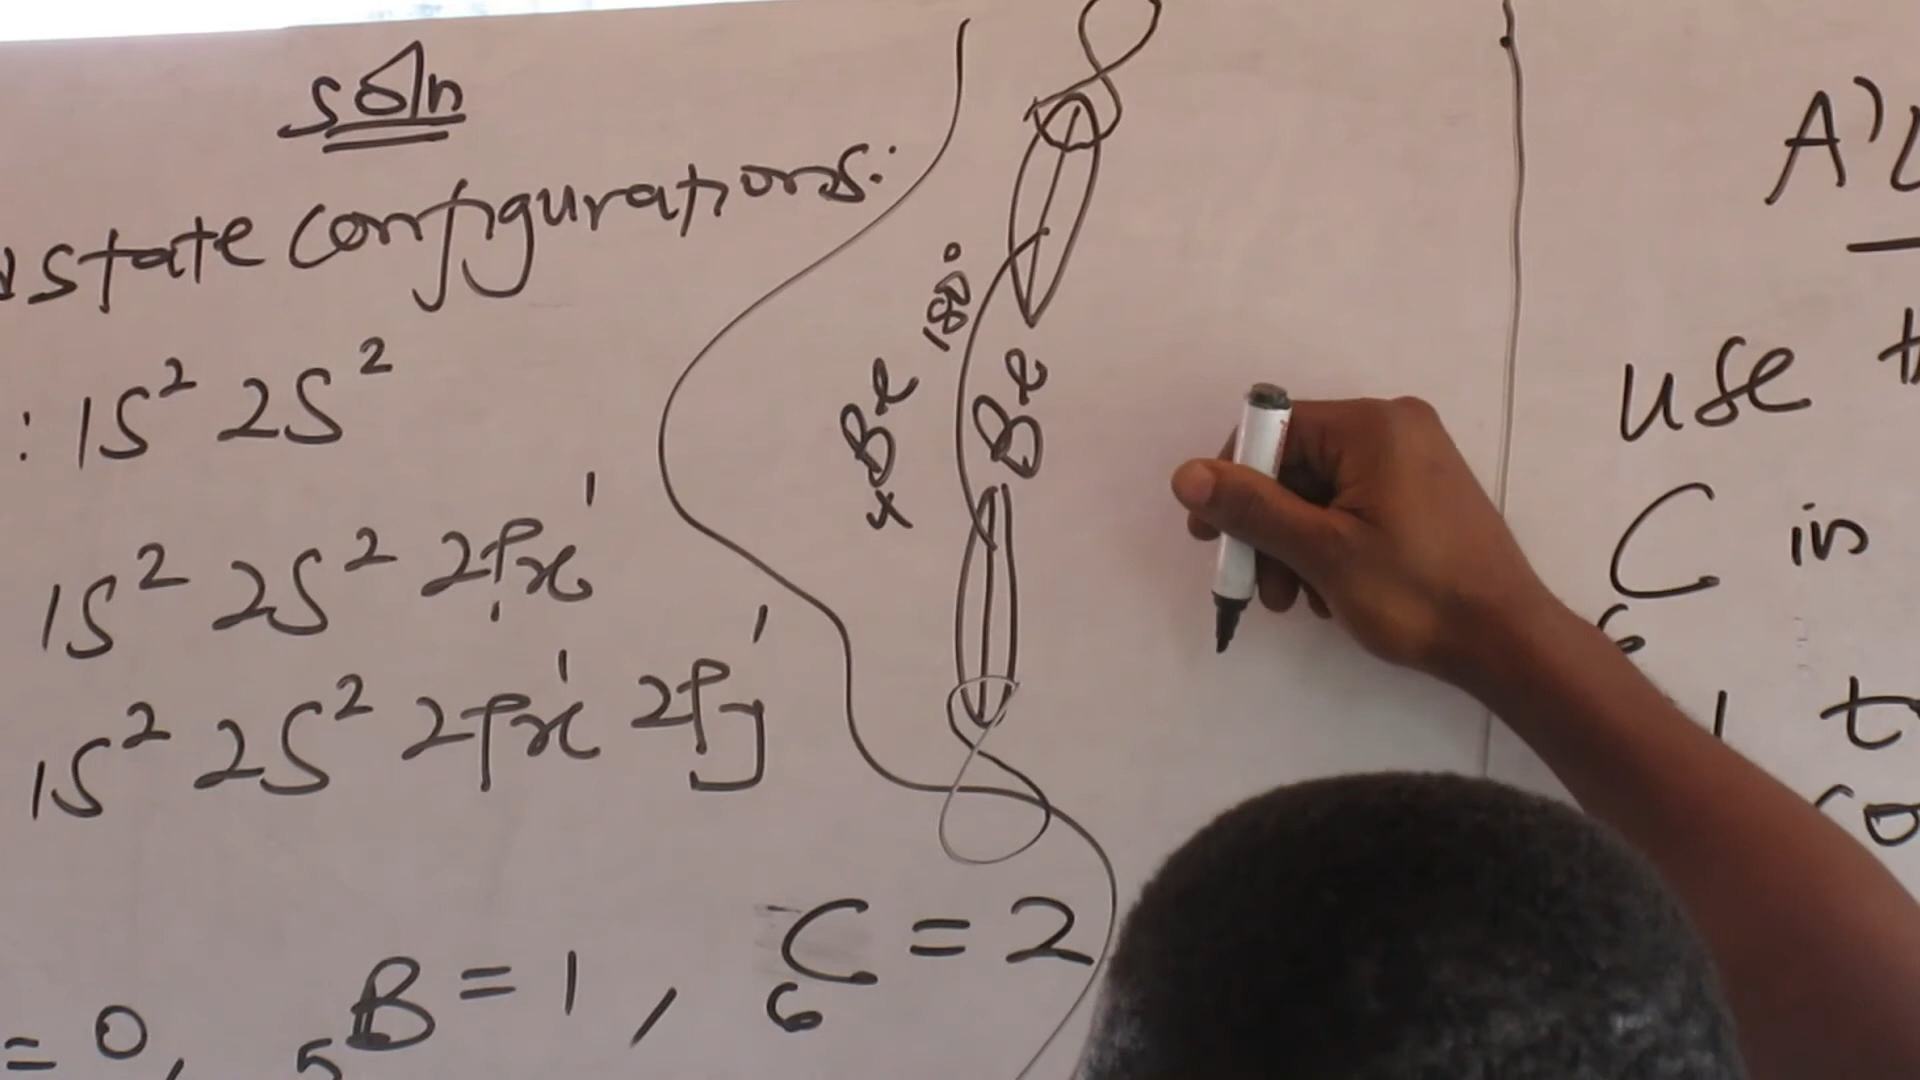 soln
state configurations:
: 1s² 2s²
1s² 2s² 2px¹
1s² 2s² 2px¹ 2py¹
= 0, ₅B = 1, ₆C = 2
180°
Be
Be
x
use
C in
6